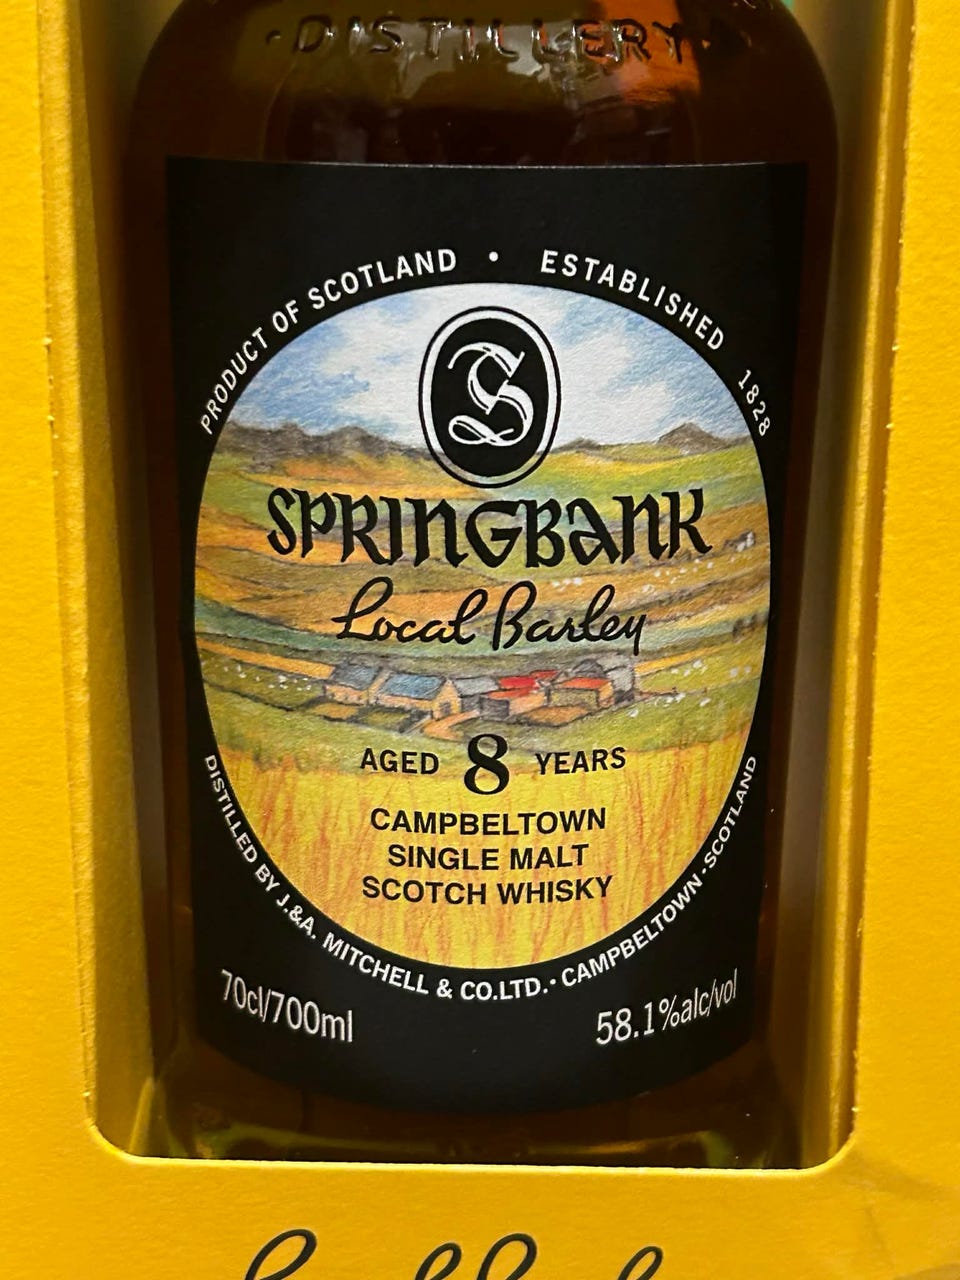 ·DISTILLERY·
PRODUCT OF SCOTLAND • ESTABLISHED 1828
S
SPRINGBANK
Local Barley
AGED 8 YEARS
CAMPBELTOWN
SINGLE MALT
SCOTCH WHISKY
DISTILLED BY J.&A. MITCHELL & CO.LTD.·CAMPBELTOWN·SCOTLAND
70cl/700ml
58.1%alc/vol